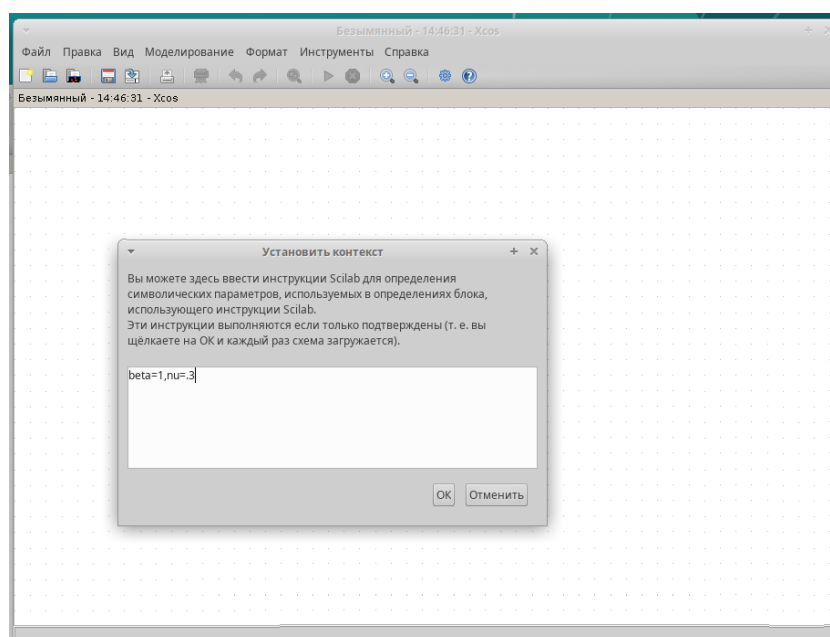 Безымянный - 14:46:31 - Xcos
Файл Правка Вид Моделирование Формат Инструменты Справка
Безымянный - 14:46:31 - Xcos
Установить контекст
Вы можете здесь ввести инструкции Scilab для определения
символических параметров, используемых в определениях блока,
использующего инструкции Scilab.
Эти инструкции выполняются если только подтверждены (т. е. вы
щёлкаете на ОК и каждый раз схема загружается).
beta=1,nu=.3
ОК Отменить